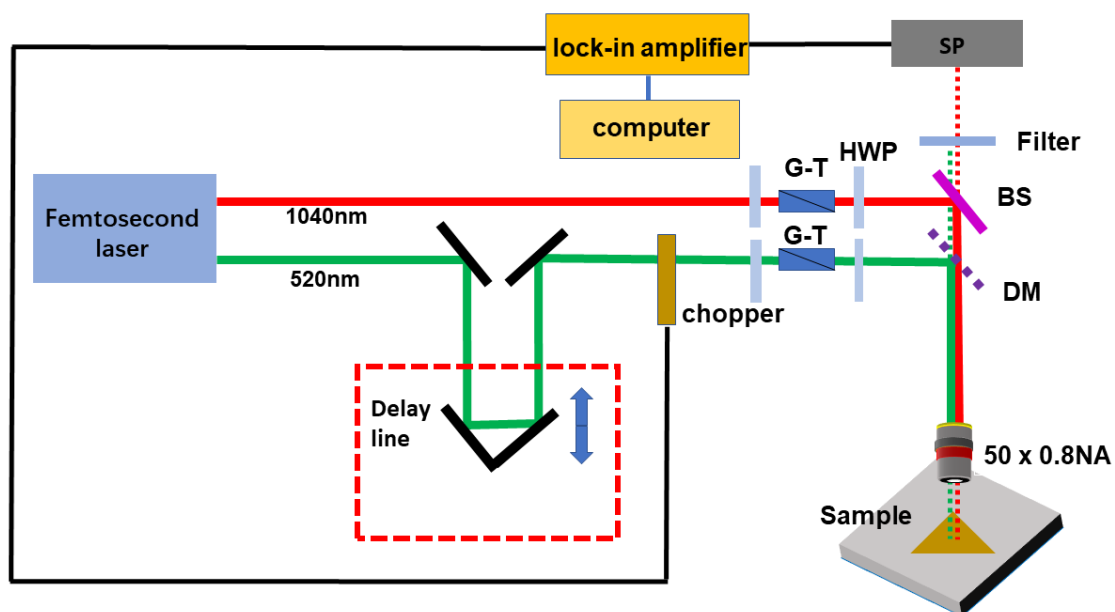 lock-in amplifier
SP
computer
Filter
HWP
G-T
BS
Femtosecond
laser
1040nm
G-T
520nm
DM
chopper
Delay
line
50 x 0.8NA
Sample